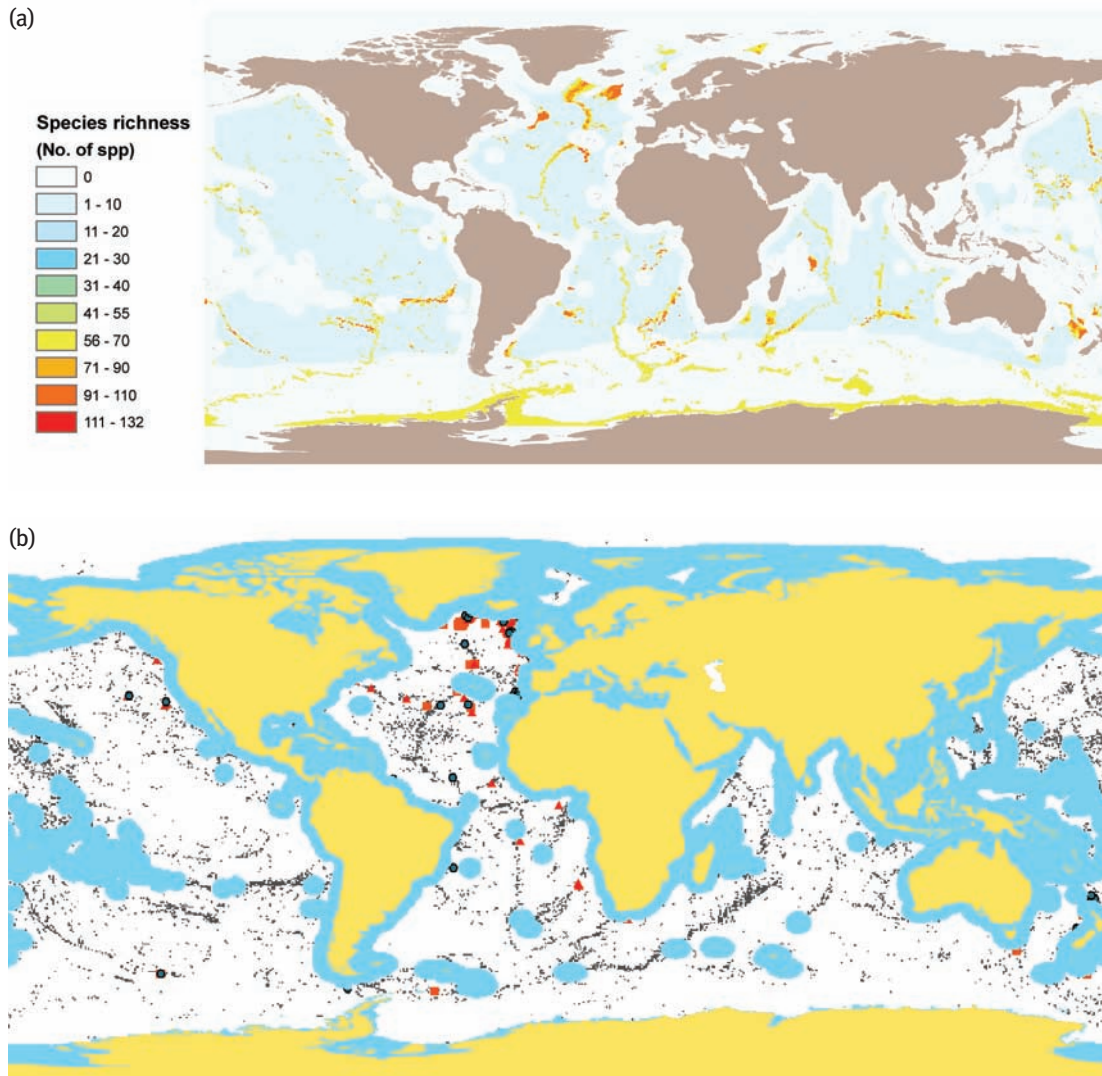 (a)
Species richness
(No. of spp)
0
1 - 10
11 - 20
21 - 30
31 - 40
41 - 55
56 - 70
71 - 90
91 - 110
111 - 132
(b)